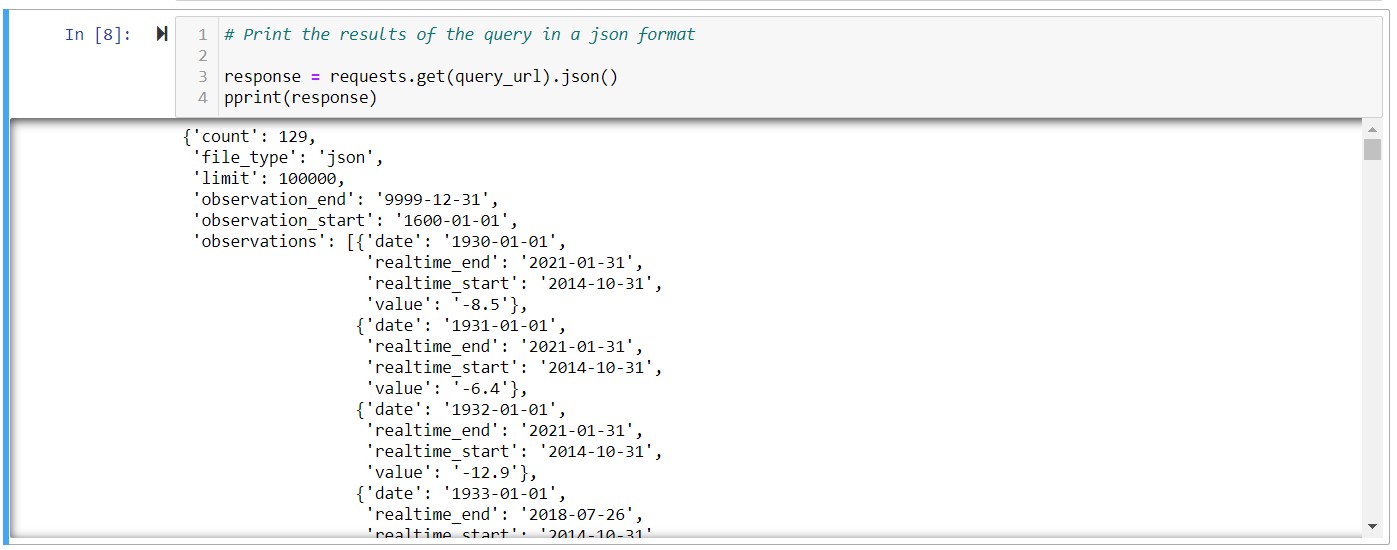 In [8]:
1 # Print the results of the query in a json format
2
3 response = requests.get(query_url).json()
4 pprint(response)
{'count': 129,
 'file_type': 'json',
 'limit': 100000,
 'observation_end': '9999-12-31',
 'observation_start': '1600-01-01',
 'observations': [{'date': '1930-01-01',
                   'realtime_end': '2021-01-31',
                   'realtime_start': '2014-10-31',
                   'value': '-8.5'},
                  {'date': '1931-01-01',
                   'realtime_end': '2021-01-31',
                   'realtime_start': '2014-10-31',
                   'value': '-6.4'},
                  {'date': '1932-01-01',
                   'realtime_end': '2021-01-31',
                   'realtime_start': '2014-10-31',
                   'value': '-12.9'},
                  {'date': '1933-01-01',
                   'realtime_end': '2018-07-26',
                   'realtime_start': '2014-10-31'